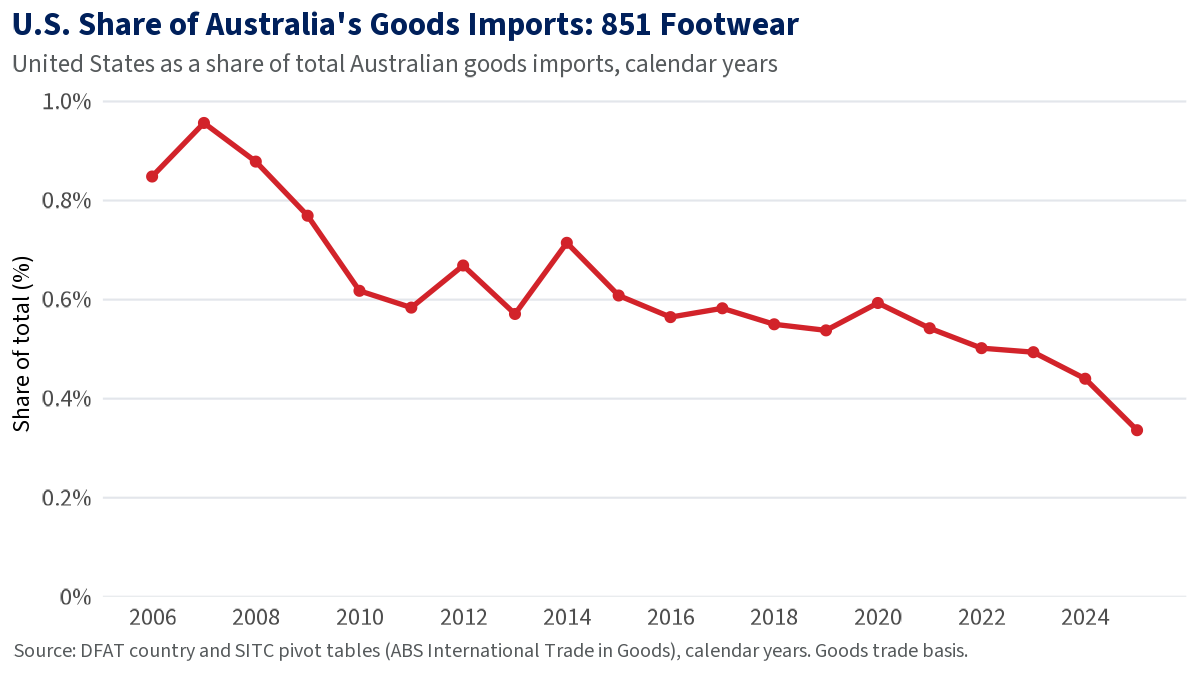 U.S. Share of Australia's Goods Imports: 851 Footwear
United States as a share of total Australian goods imports, calendar years
Share of total (%)
1.0%
0.8%
0.6%
0.4%
0.2%
0%
2006 2008 2010 2012 2014 2016 2018 2020 2022 2024
Source: DFAT country and SITC pivot tables (ABS International Trade in Goods), calendar years. Goods trade basis.